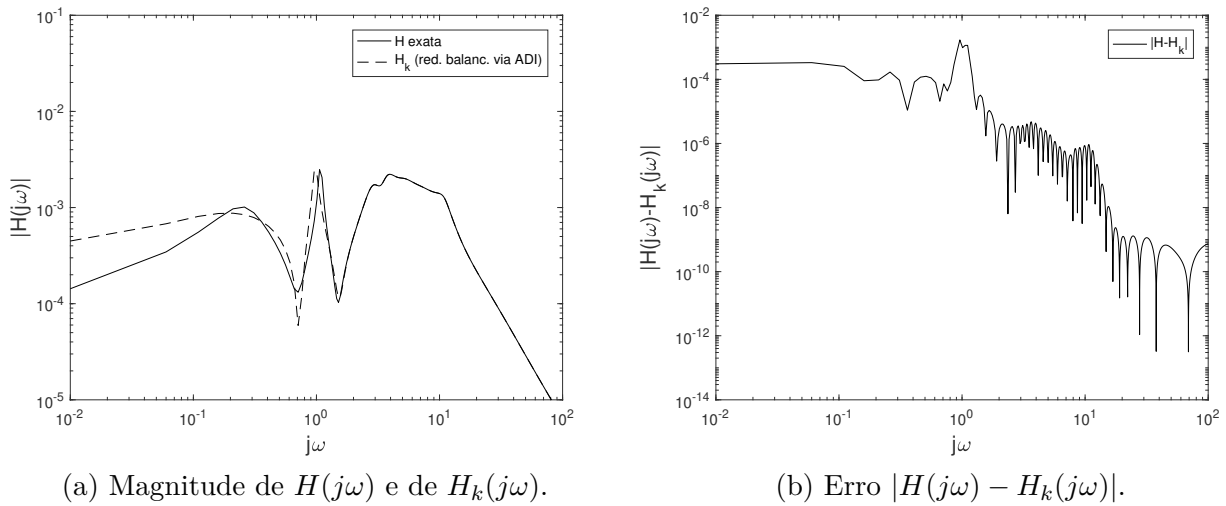 10^-1
10^-2
10^-3
10^-4
10^-5
|H(jω)|
H exata
H_k (red. balanc. via ADI)
10^-2 10^-1 10^0 10^1 10^2
jω
(a) Magnitude de H(jω) e de H_k(jω).
10^-2
10^-4
10^-6
10^-8
10^-10
10^-12
10^-14
|H(jω)-H_k(jω)|
|H-H_k|
10^-2 10^-1 10^0 10^1 10^2
jω
(b) Erro |H(jω) − H_k(jω)|.